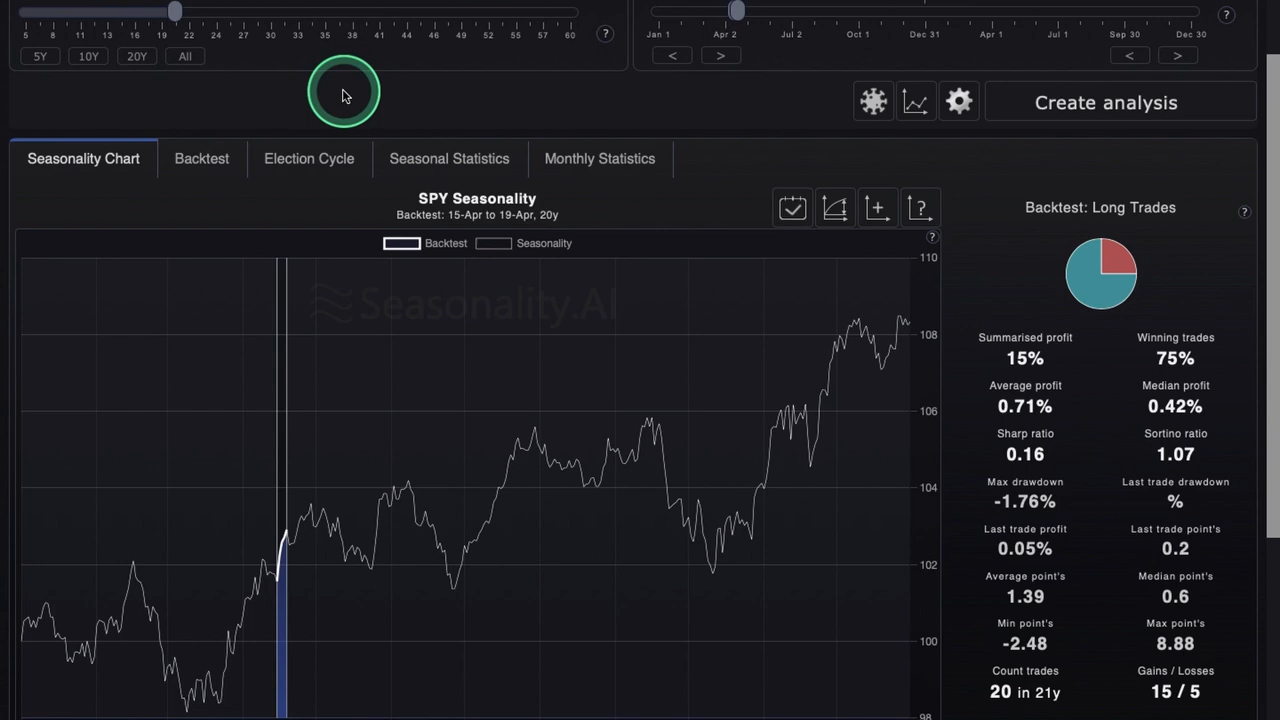 5 8 11 13 16 19 22 24 27 30 33 35 38 41 44 46 49 52 55 57 60
?
Jan 1 Apr 2 Jul 2 Oct 1 Dec 31 Apr 1 Jul 1 Sep 30 Dec 30
?
5Y 10Y 20Y All
< > < >
Create analysis
Seasonality Chart Backtest Election Cycle Seasonal Statistics Monthly Statistics
SPY Seasonality
Backtest: 15-Apr to 19-Apr, 20y
?
Backtest Seasonality
?
110
108
106
104
102
100
98
Seasonality.AI
Backtest: Long Trades
?
Summarised profit Winning trades
15% 75%
Average profit Median profit
0.71% 0.42%
Sharp ratio Sortino ratio
0.16 1.07
Max drawdown Last trade drawdown
-1.76% %
Last trade profit Last trade point's
0.05% 0.2
Average point's Median point's
1.39 0.6
Min point's Max point's
-2.48 8.88
Count trades Gains / Losses
20 in 21y 15 / 5